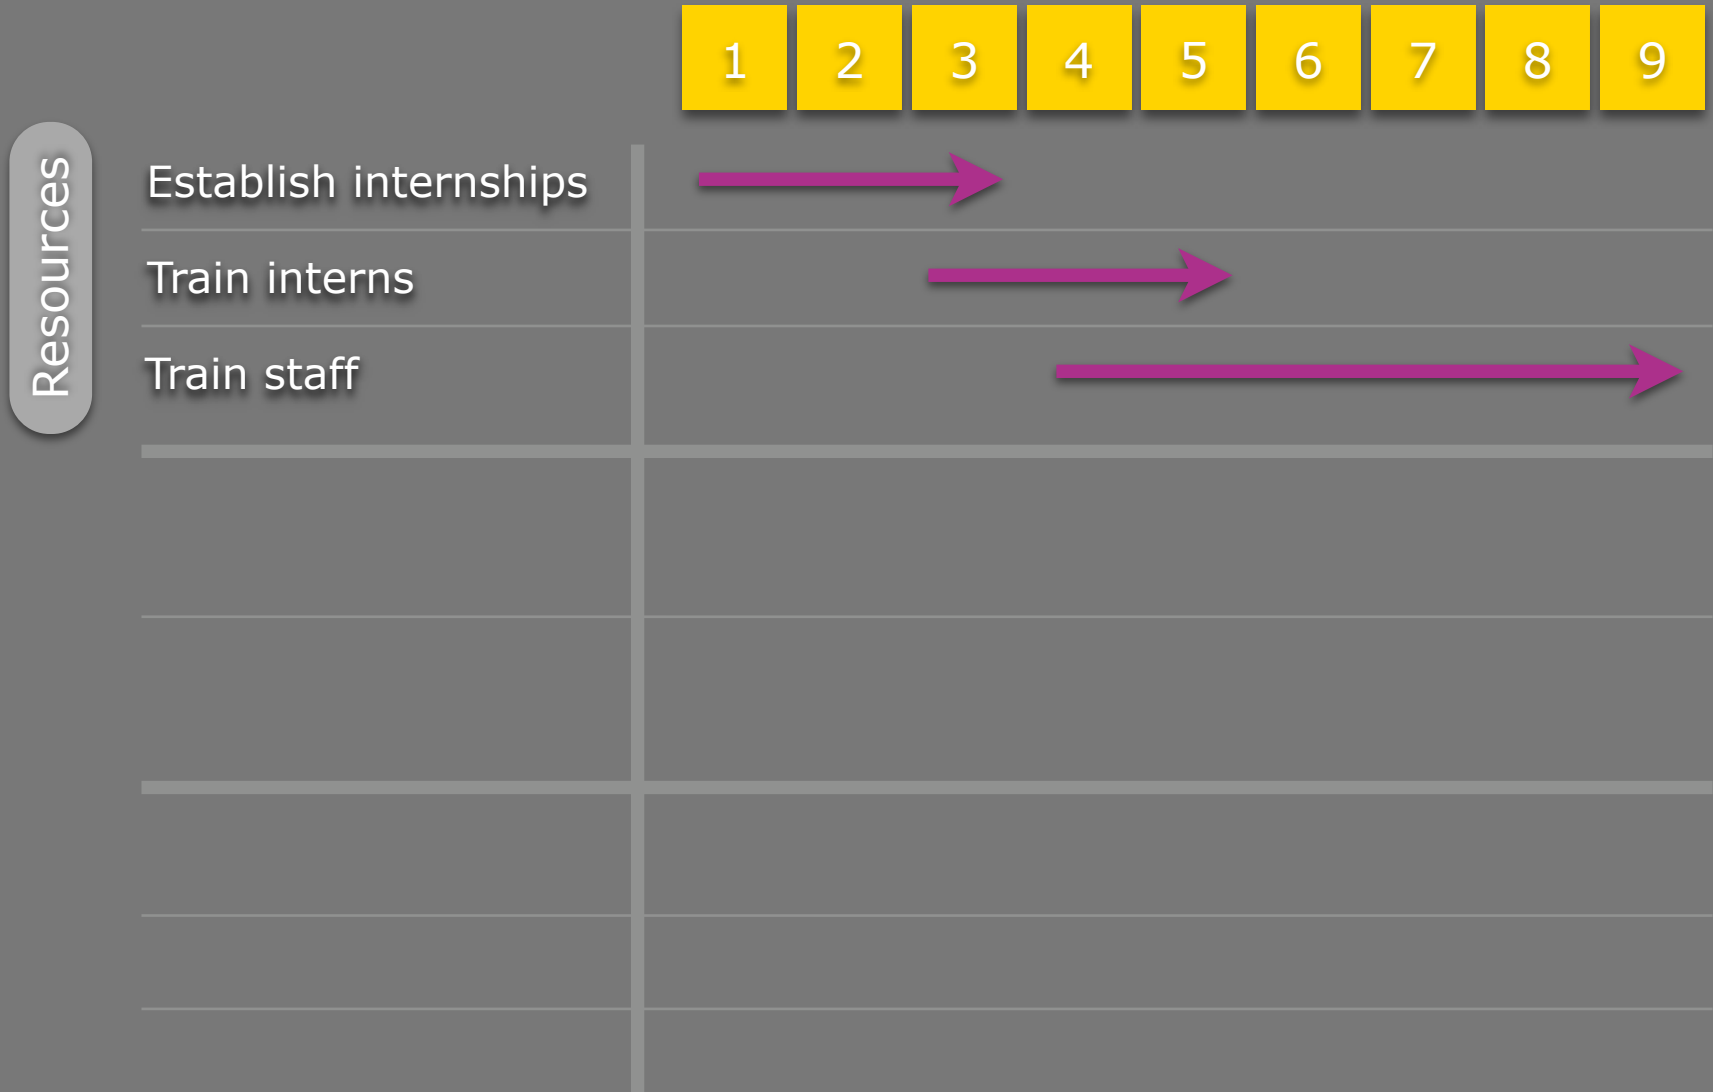 1 2 3 4 5 6 7 8 9
Resources
Establish internships
Train interns
Train staff